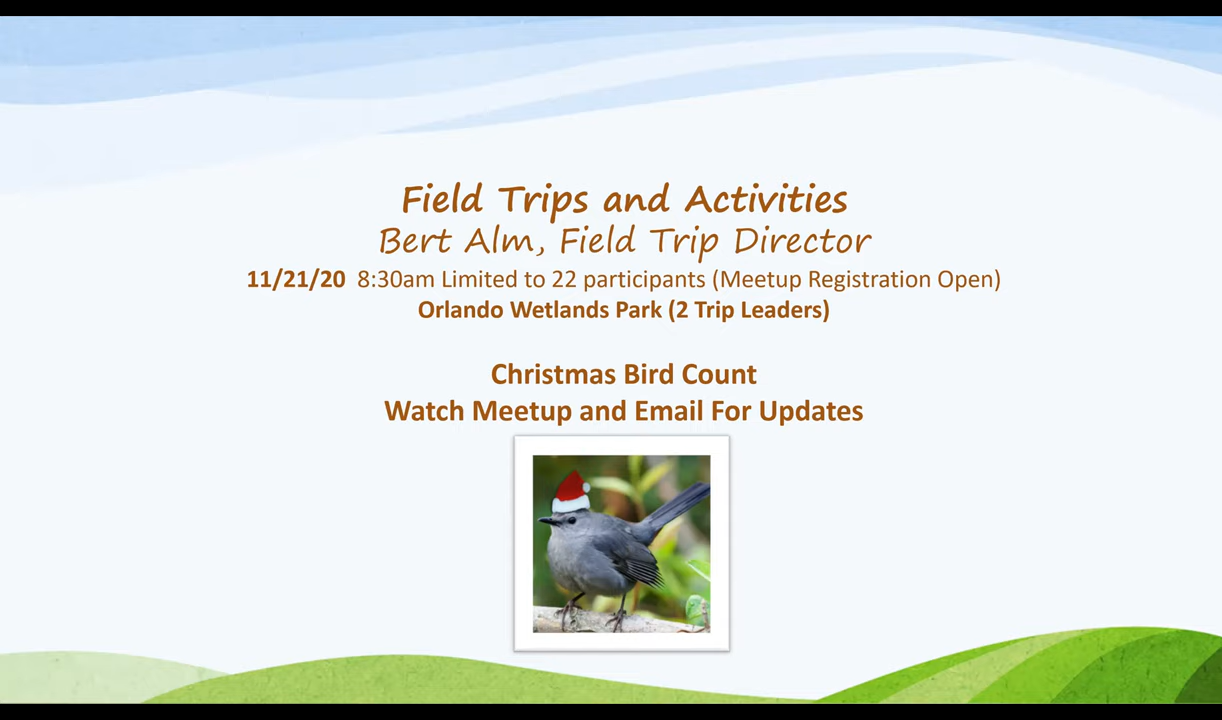 Field Trips and Activities
Bert Alm, Field Trip Director
11/21/20 8:30am Limited to 22 participants (Meetup Registration Open)
Orlando Wetlands Park (2 Trip Leaders)
Christmas Bird Count
Watch Meetup and Email For Updates